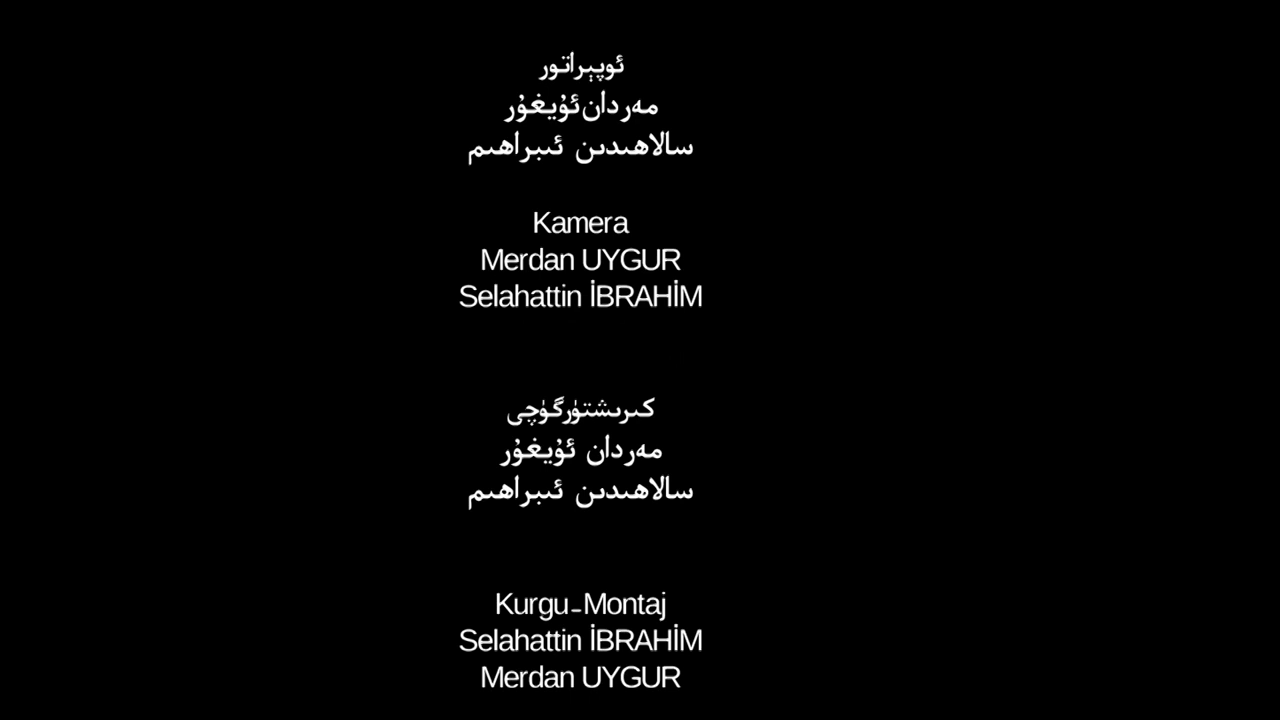 ئوپېراتور
مەردان ئۇيغۇر
سالاھىدىن ئىبراھىم
Kamera
Merdan UYGUR
Selahattin İBRAHİM
كىرىشتۈرگۈچى
مەردان ئۇيغۇر
سالاھىدىن ئىبراھىم
Kurgu-Montaj
Selahattin İBRAHİM
Merdan UYGUR